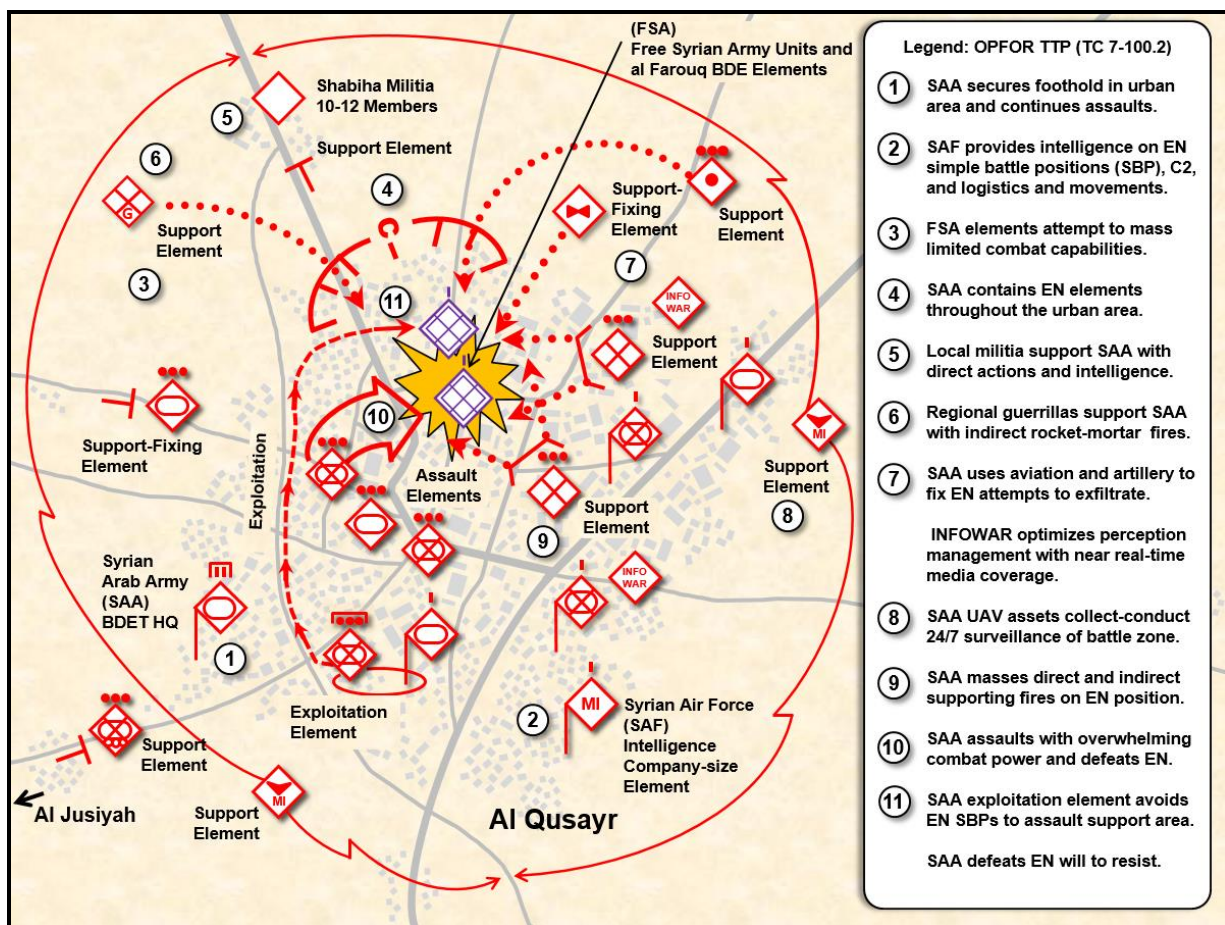 (FSA)
Free Syrian Army Units and
al Farouq BDE Elements
Shabiha Militia
10-12 Members
5
Support Element
6
G
Support
Element
3
4
Support-
Fixing
Element
Support
Element
7
11
INFO
WAR
Support
Element
Support-Fixing
Element
Exploitation
10
Assault
Elements
Support
Element
9
MI
Support
Element
8
Syrian
Arab Army
(SAA)
BDET HQ
1
INFO
WAR
Exploitation
Element
2
MI
Syrian Air Force
(SAF)
Intelligence
Company-size
Element
Support
Element
Al Jusiyah
MI
Support
Element
Al Qusayr
Legend: OPFOR TTP (TC 7-100.2)
1 SAA secures foothold in urban
area and continues assaults.
2 SAF provides intelligence on EN
simple battle positions (SBP), C2,
and logistics and movements.
3 FSA elements attempt to mass
limited combat capabilities.
4 SAA contains EN elements
throughout the urban area.
5 Local militia support SAA with
direct actions and intelligence.
6 Regional guerrillas support SAA
with indirect rocket-mortar fires.
7 SAA uses aviation and artillery to
fix EN attempts to exfiltrate.
INFOWAR optimizes perception
management with near real-time
media coverage.
8 SAA UAV assets collect-conduct
24/7 surveillance of battle zone.
9 SAA masses direct and indirect
supporting fires on EN position.
10 SAA assaults with overwhelming
combat power and defeats EN.
11 SAA exploitation element avoids
EN SBPs to assault support area.
SAA defeats EN will to resist.